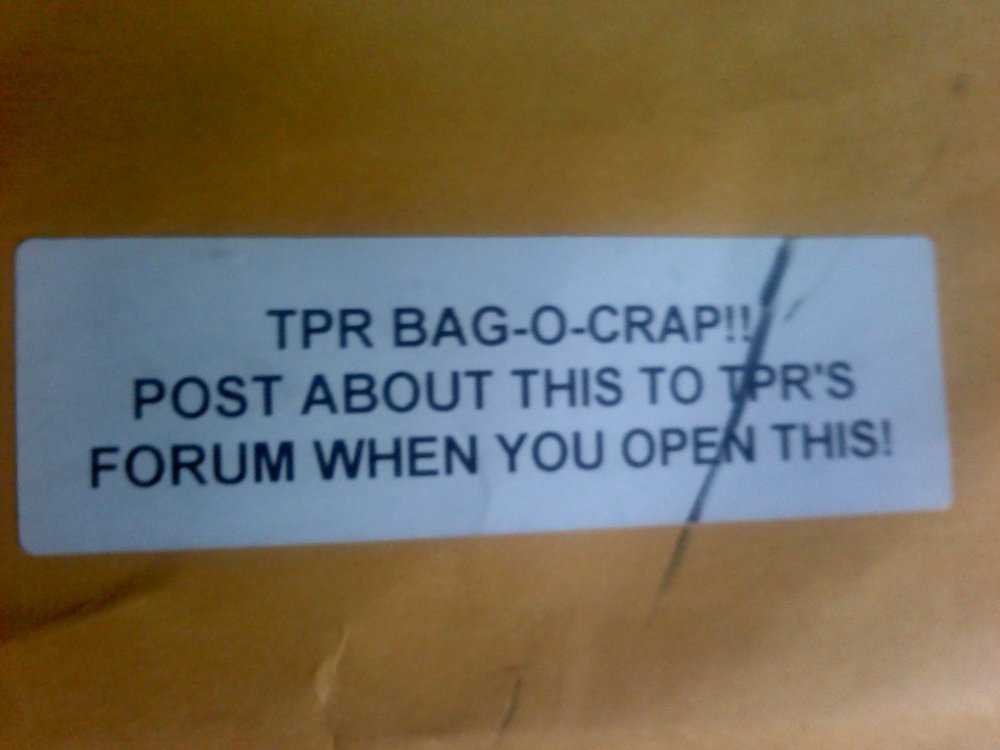 TPR BAG-O-CRAP!!
POST ABOUT THIS TO TPR'S
FORUM WHEN YOU OPEN THIS!